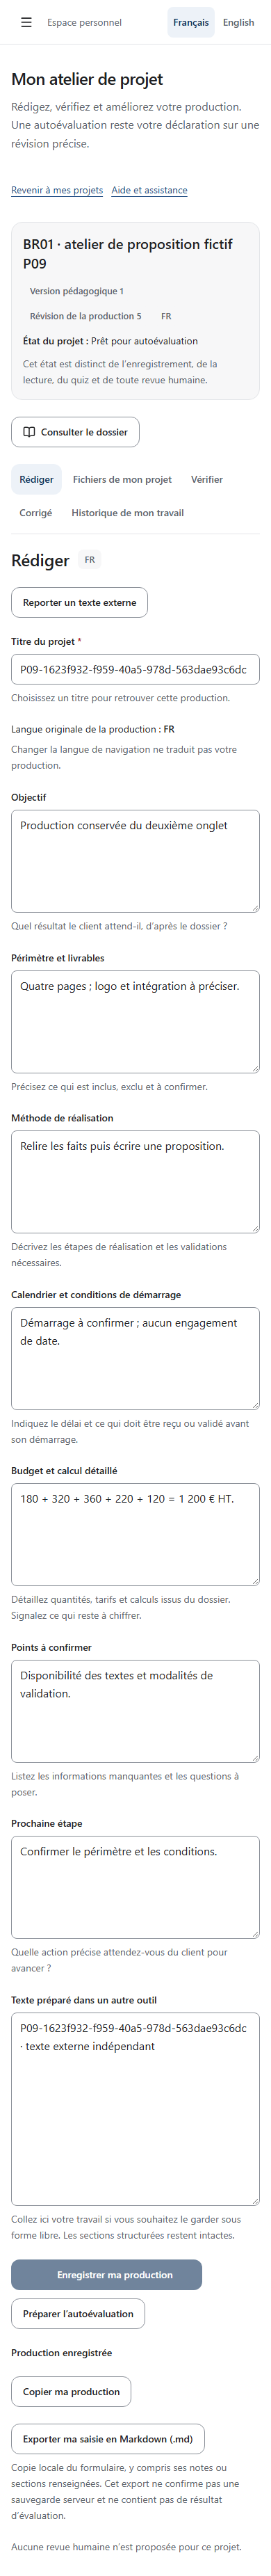 Espace personnel
Français
English
Mon atelier de projet
Rédigez, vérifiez et améliorez votre production.
Une autoévaluation reste votre déclaration sur une
révision précise.
Revenir à mes projets
Aide et assistance
BR01 · atelier de proposition fictif
P09
Version pédagogique 1
Révision de la production 5
FR
État du projet : Prêt pour autoévaluation
Cet état est distinct de l’enregistrement, de la
lecture, du quiz et de toute revue humaine.
Consulter le dossier
Rédiger
Fichiers de mon projet
Vérifier
Corrigé
Historique de mon travail
Rédiger
FR
Reporter un texte externe
Titre du projet *
P09-1623f932-f959-40a5-978d-563dae93c6dc
Choisissez un titre pour retrouver cette production.
Langue originale de la production : FR
Changer la langue de navigation ne traduit pas votre
production.
Objectif
Production conservée du deuxième onglet
Quel résultat le client attend-il, d’après le dossier ?
Périmètre et livrables
Quatre pages ; logo et intégration à préciser.
Précisez ce qui est inclus, exclu et à confirmer.
Méthode de réalisation
Relire les faits puis écrire une proposition.
Décrivez les étapes de réalisation et les validations
nécessaires.
Calendrier et conditions de démarrage
Démarrage à confirmer ; aucun engagement
de date.
Indiquez le délai et ce qui doit être reçu ou validé avant
son démarrage.
Budget et calcul détaillé
180 + 320 + 360 + 220 + 120 = 1 200 € HT.
Détaillez quantités, tarifs et calculs issus du dossier.
Signalez ce qui reste à chiffrer.
Points à confirmer
Disponibilité des textes et modalités de
validation.
Listez les informations manquantes et les questions à
poser.
Prochaine étape
Confirmer le périmètre et les conditions.
Quelle action précise attendez-vous du client pour
avancer ?
Texte préparé dans un autre outil
P09-1623f932-f959-40a5-978d-563dae93c6dc
· texte externe indépendant
Collez ici votre travail si vous souhaitez le garder sous
forme libre. Les sections structurées restent intactes.
Enregistrer ma production
Préparer l’autoévaluation
Production enregistrée
Copier ma production
Exporter ma saisie en Markdown (.md)
Copie locale du formulaire, y compris ses notes ou
sections renseignées. Cet export ne confirme pas une
sauvegarde serveur et ne contient pas de résultat
d’évaluation.
Aucune revue humaine n’est proposée pour ce projet.